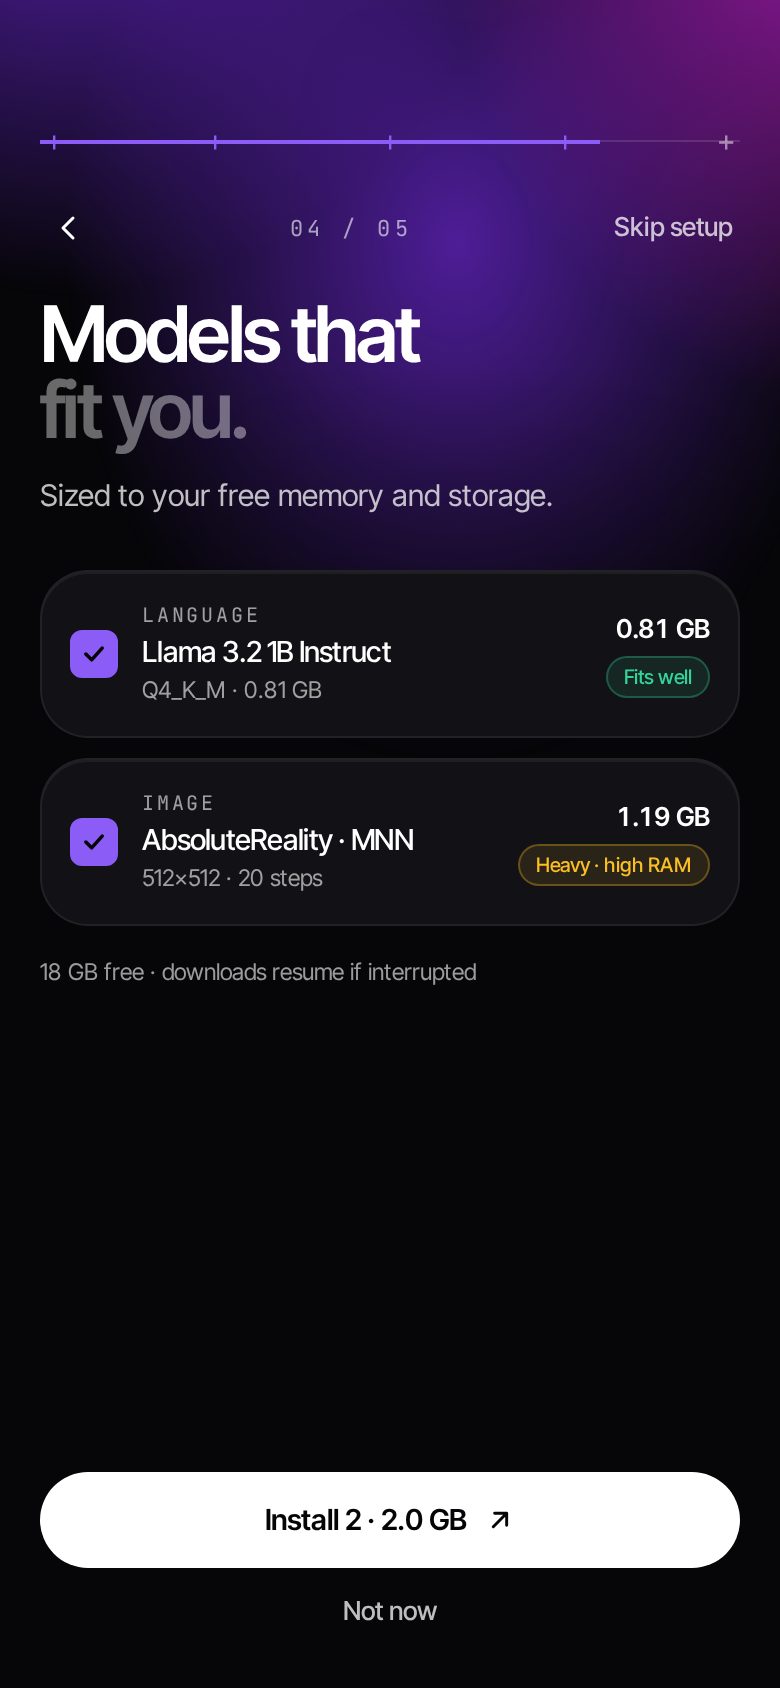 04 / 05
Skip setup
Models that
fit you.
Sized to your free memory and storage.
LANGUAGE
Llama 3.2 1B Instruct
Q4_K_M · 0.81 GB
0.81 GB
Fits well
IMAGE
AbsoluteReality · MNN
512×512 · 20 steps
1.19 GB
Heavy · high RAM
18 GB free · downloads resume if interrupted
Install 2 · 2.0 GB
Not now